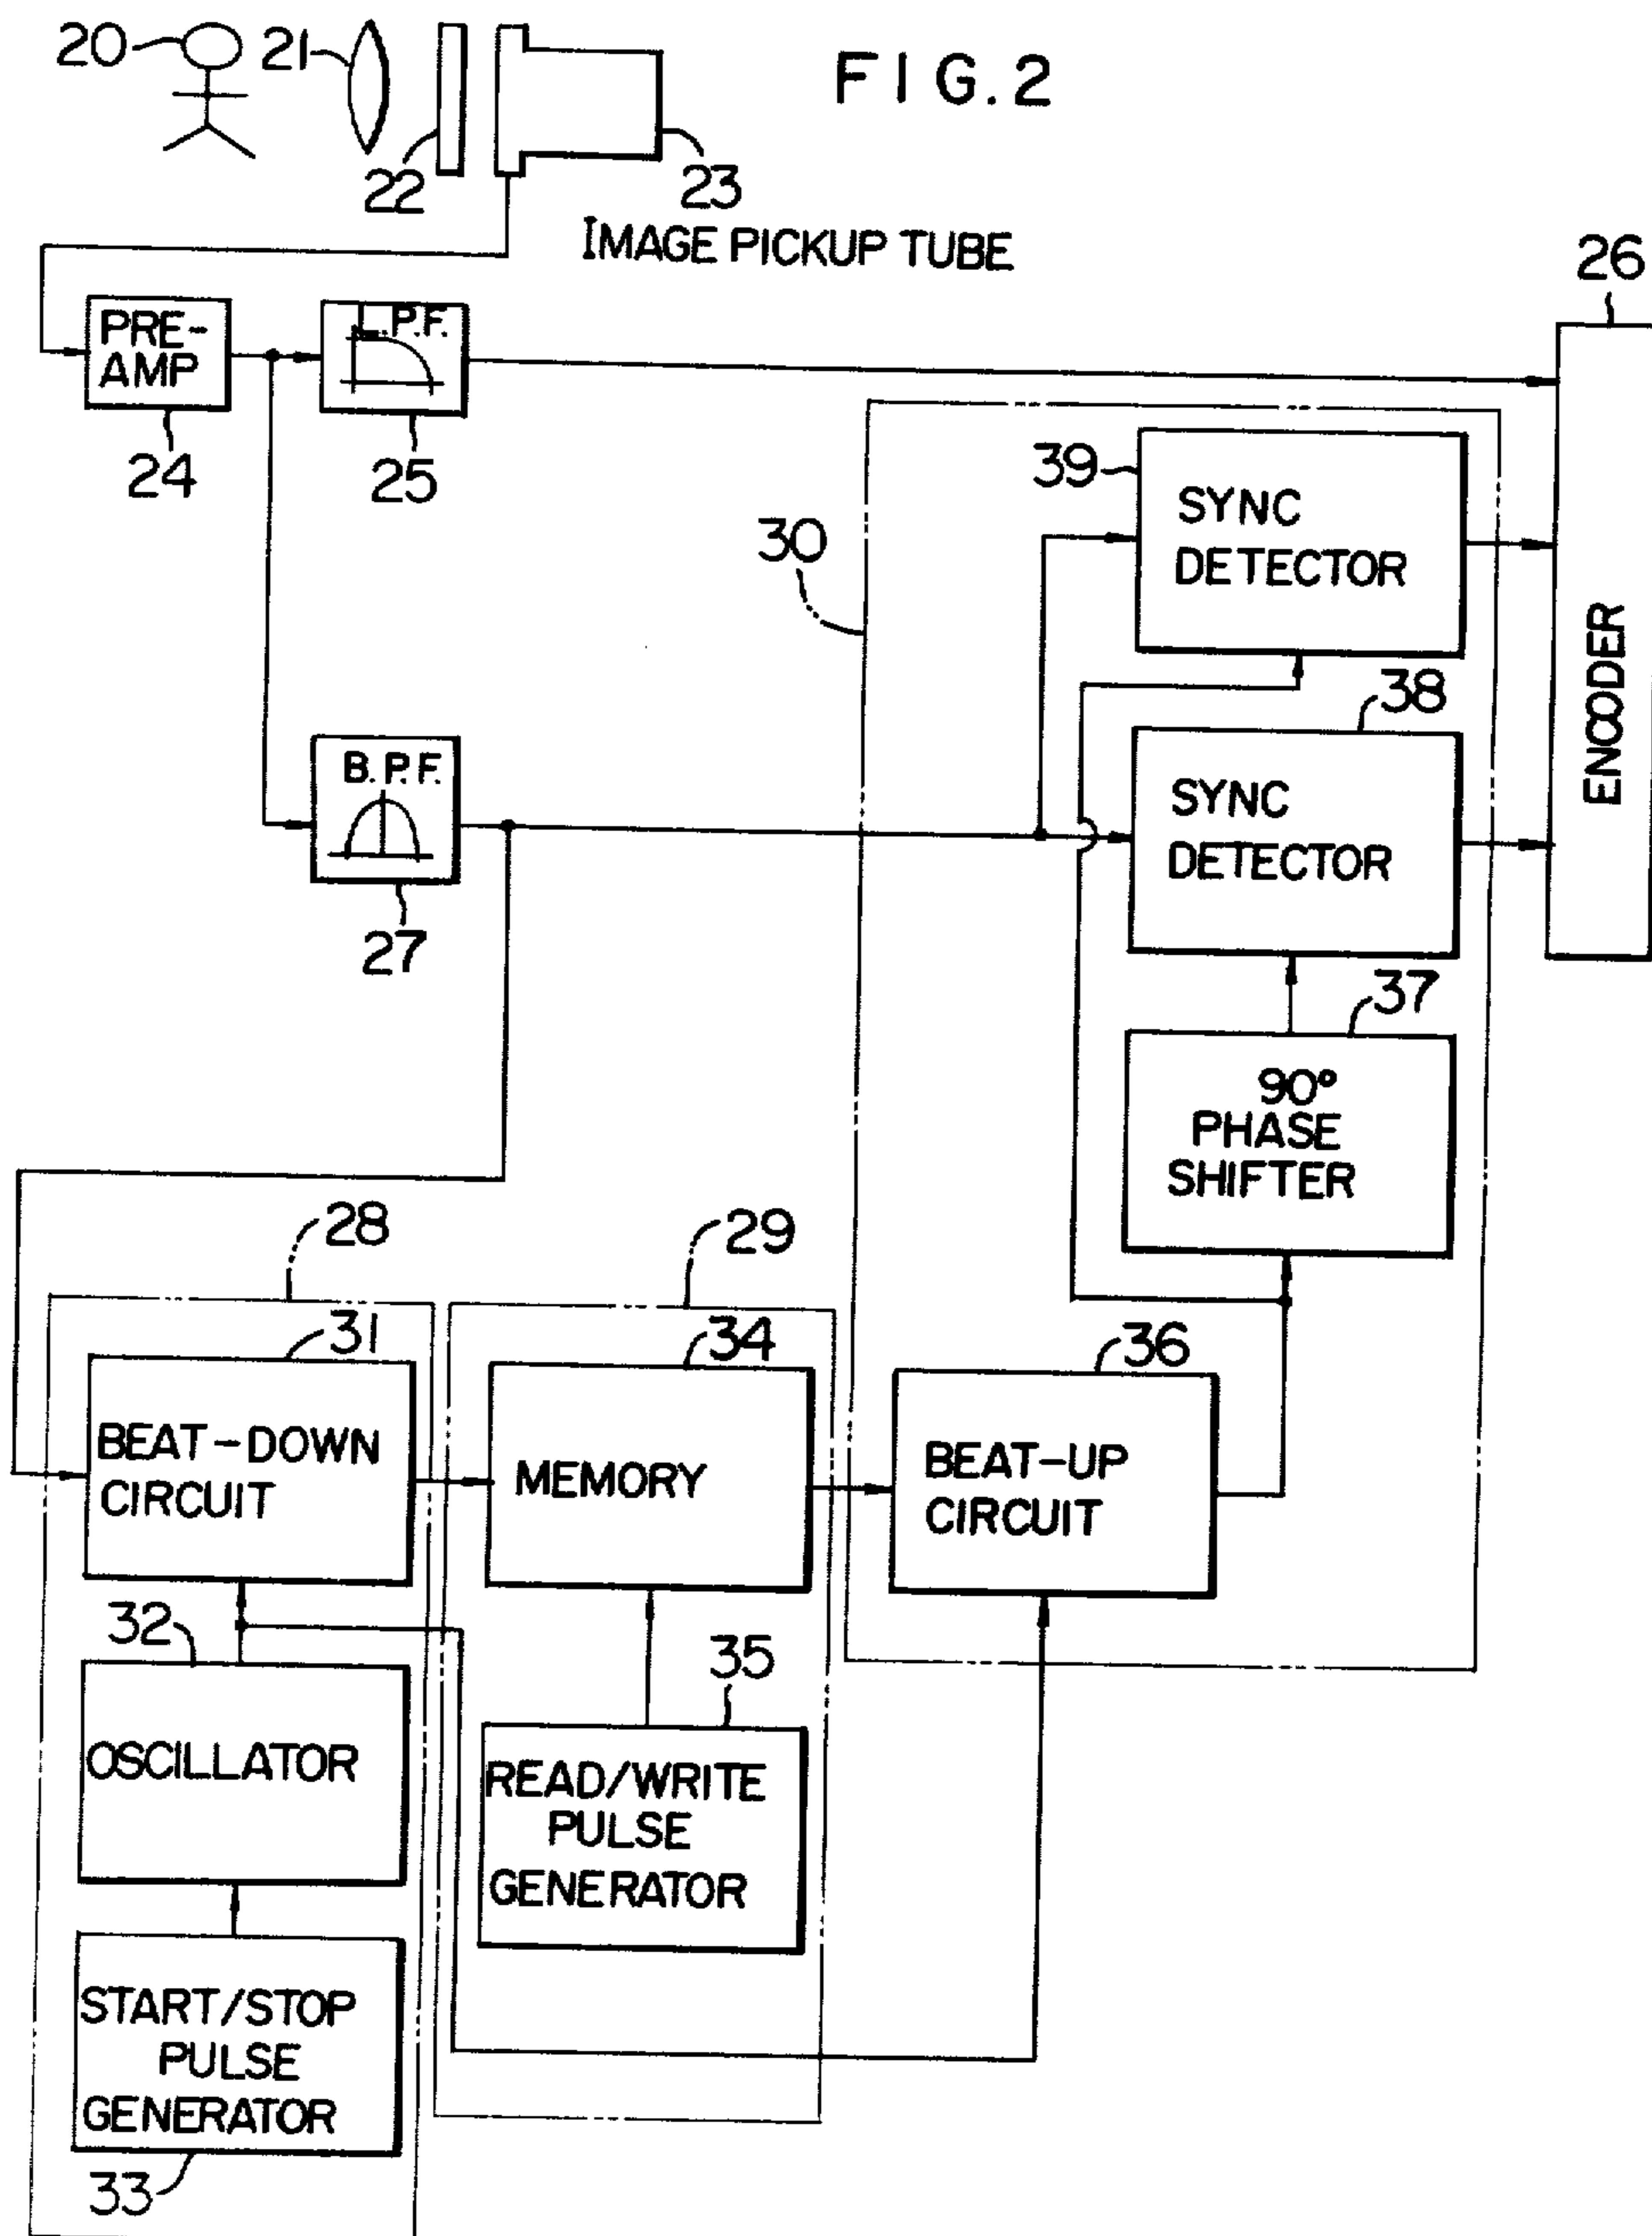 20
21
FIG. 2
22
23
IMAGE PICKUP TUBE
26
PRE-
AMP
L.P.F.
24
25
39
SYNC
DETECTOR
30
ENCODER
38
B.P.F.
SYNC
DETECTOR
27
37
90°
PHASE
SHIFTER
28
29
31
34
36
BEAT-DOWN
CIRCUIT
MEMORY
BEAT-UP
CIRCUIT
32
35
OSCILLATOR
READ/WRITE
PULSE
GENERATOR
START/STOP
PULSE
GENERATOR
33